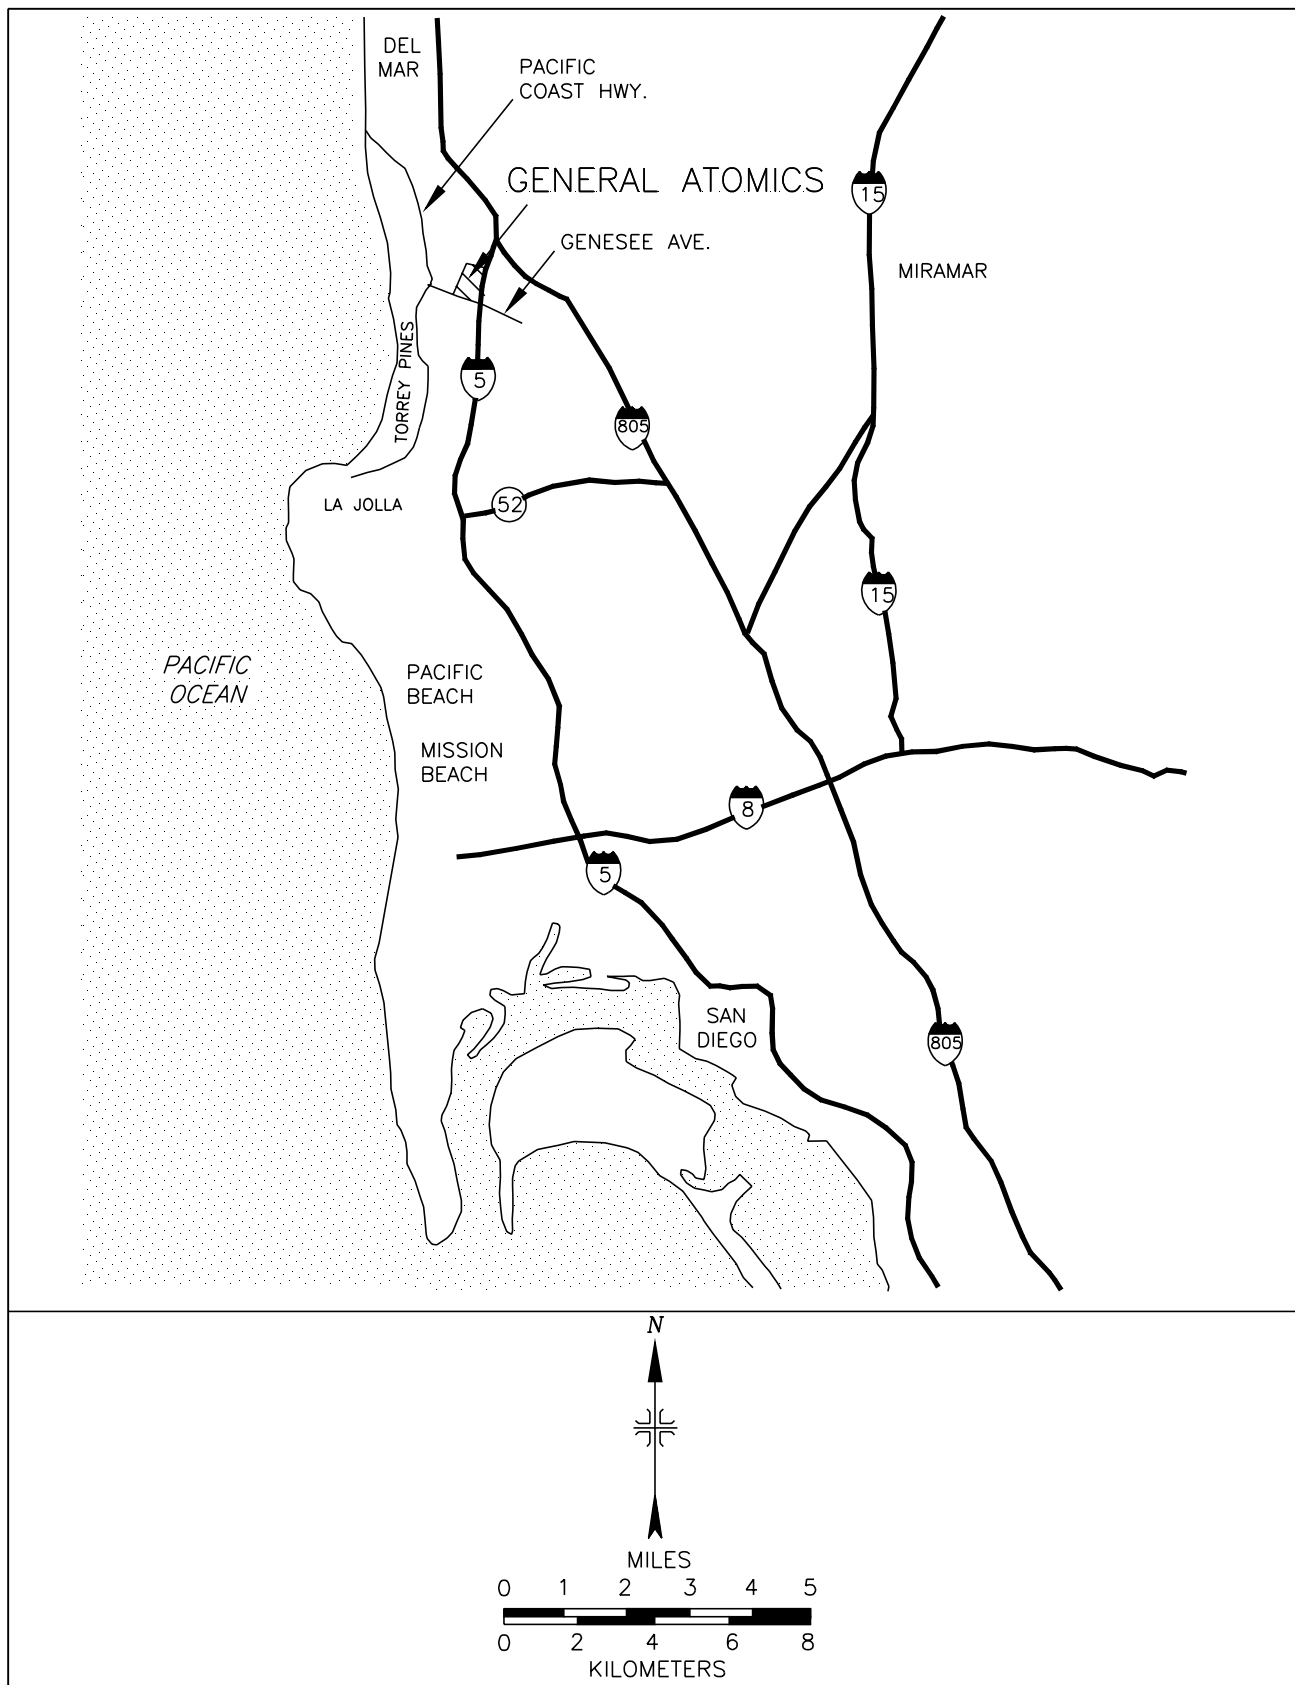 DEL
MAR
PACIFIC
COAST HWY.
GENERAL ATOMICS
15
GENESEE AVE.
MIRAMAR
TORREY PINES
5
805
52
LA JOLLA
15
PACIFIC
OCEAN
PACIFIC
BEACH
MISSION
BEACH
8
5
SAN
DIEGO
805
N
MILES
0 1 2 3 4 5
0 2 4 6 8
KILOMETERS